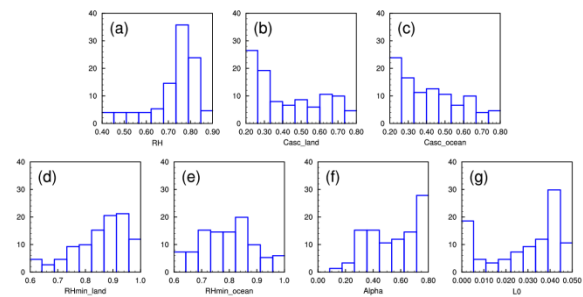 (a)
40
30
20
10
0
0.40 0.50 0.60 0.70 0.80 0.90
RH
(b)
40
30
20
10
0
0.20 0.30 0.40 0.50 0.60 0.70 0.80
Casc_land
(c)
40
30
20
10
0
0.20 0.30 0.40 0.50 0.60 0.70 0.80
Casc_ocean
(d)
40
30
20
10
0
0.6 0.7 0.8 0.9 1.0
RHmin_land
(e)
40
30
20
10
0
0.6 0.7 0.8 0.9 1.0
RHmin_ocean
(f)
40
30
20
10
0
0.00 0.20 0.40 0.60 0.80
Alpha
(g)
40
30
20
10
0
0.000 0.010 0.020 0.030 0.040 0.050
L0